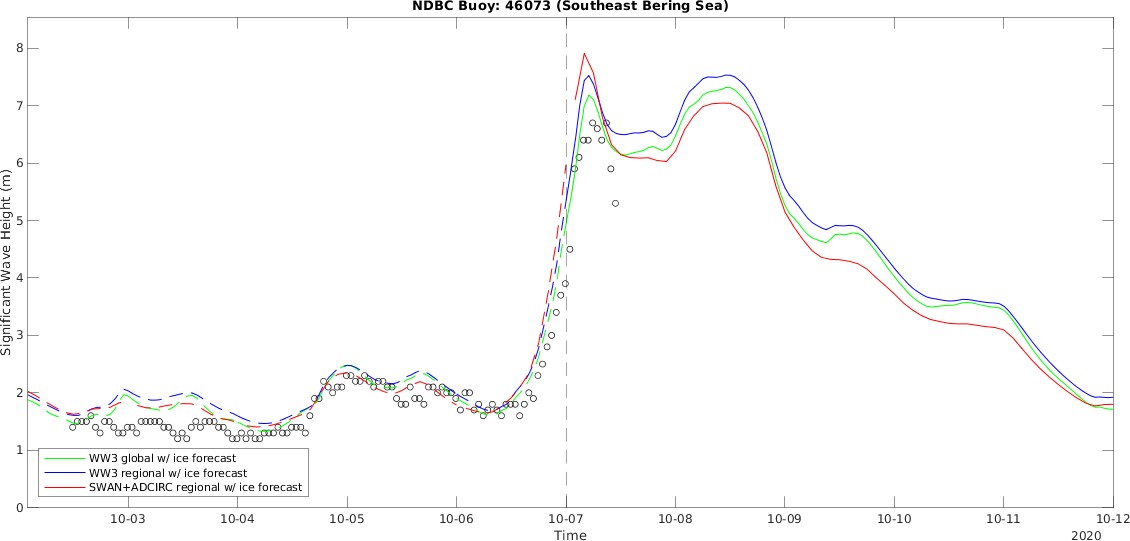 NDBC Buoy: 46073 (Southeast Bering Sea)
Significant Wave Height (m)
8
7
6
5
4
3
2
1
0
WW3 global w/ ice forecast
WW3 regional w/ ice forecast
SWAN+ADCIRC regional w/ ice forecast
10-03 10-04 10-05 10-06 10-07 10-08 10-09 10-10 10-11 10-12
Time
2020